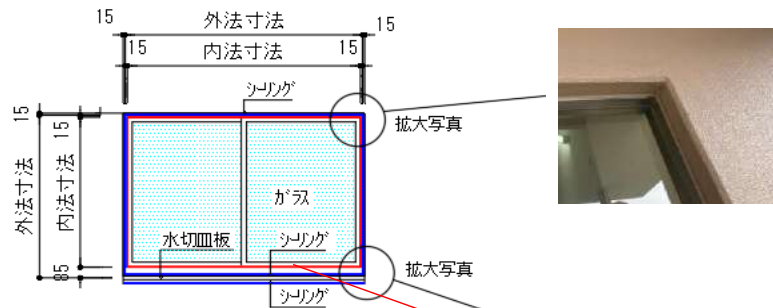 15
外法寸法
15
15
内法寸法
15
シーリング
拡大写真
15
15
外法寸法
内法寸法
ガラス
水切皿板
シーリング
拡大写真
85
シーリング